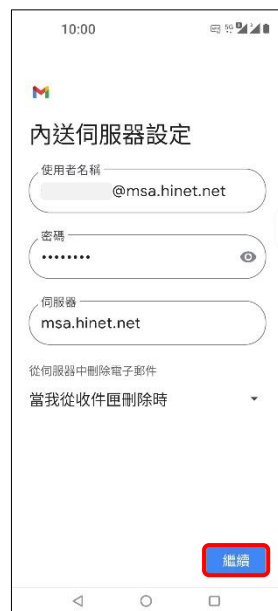 10:00
5G
內送伺服器設定
使用者名稱
@msa.hinet.net
密碼
••••••••
伺服器
msa.hinet.net
從伺服器中刪除電子郵件
當我從收件匣刪除時
繼續